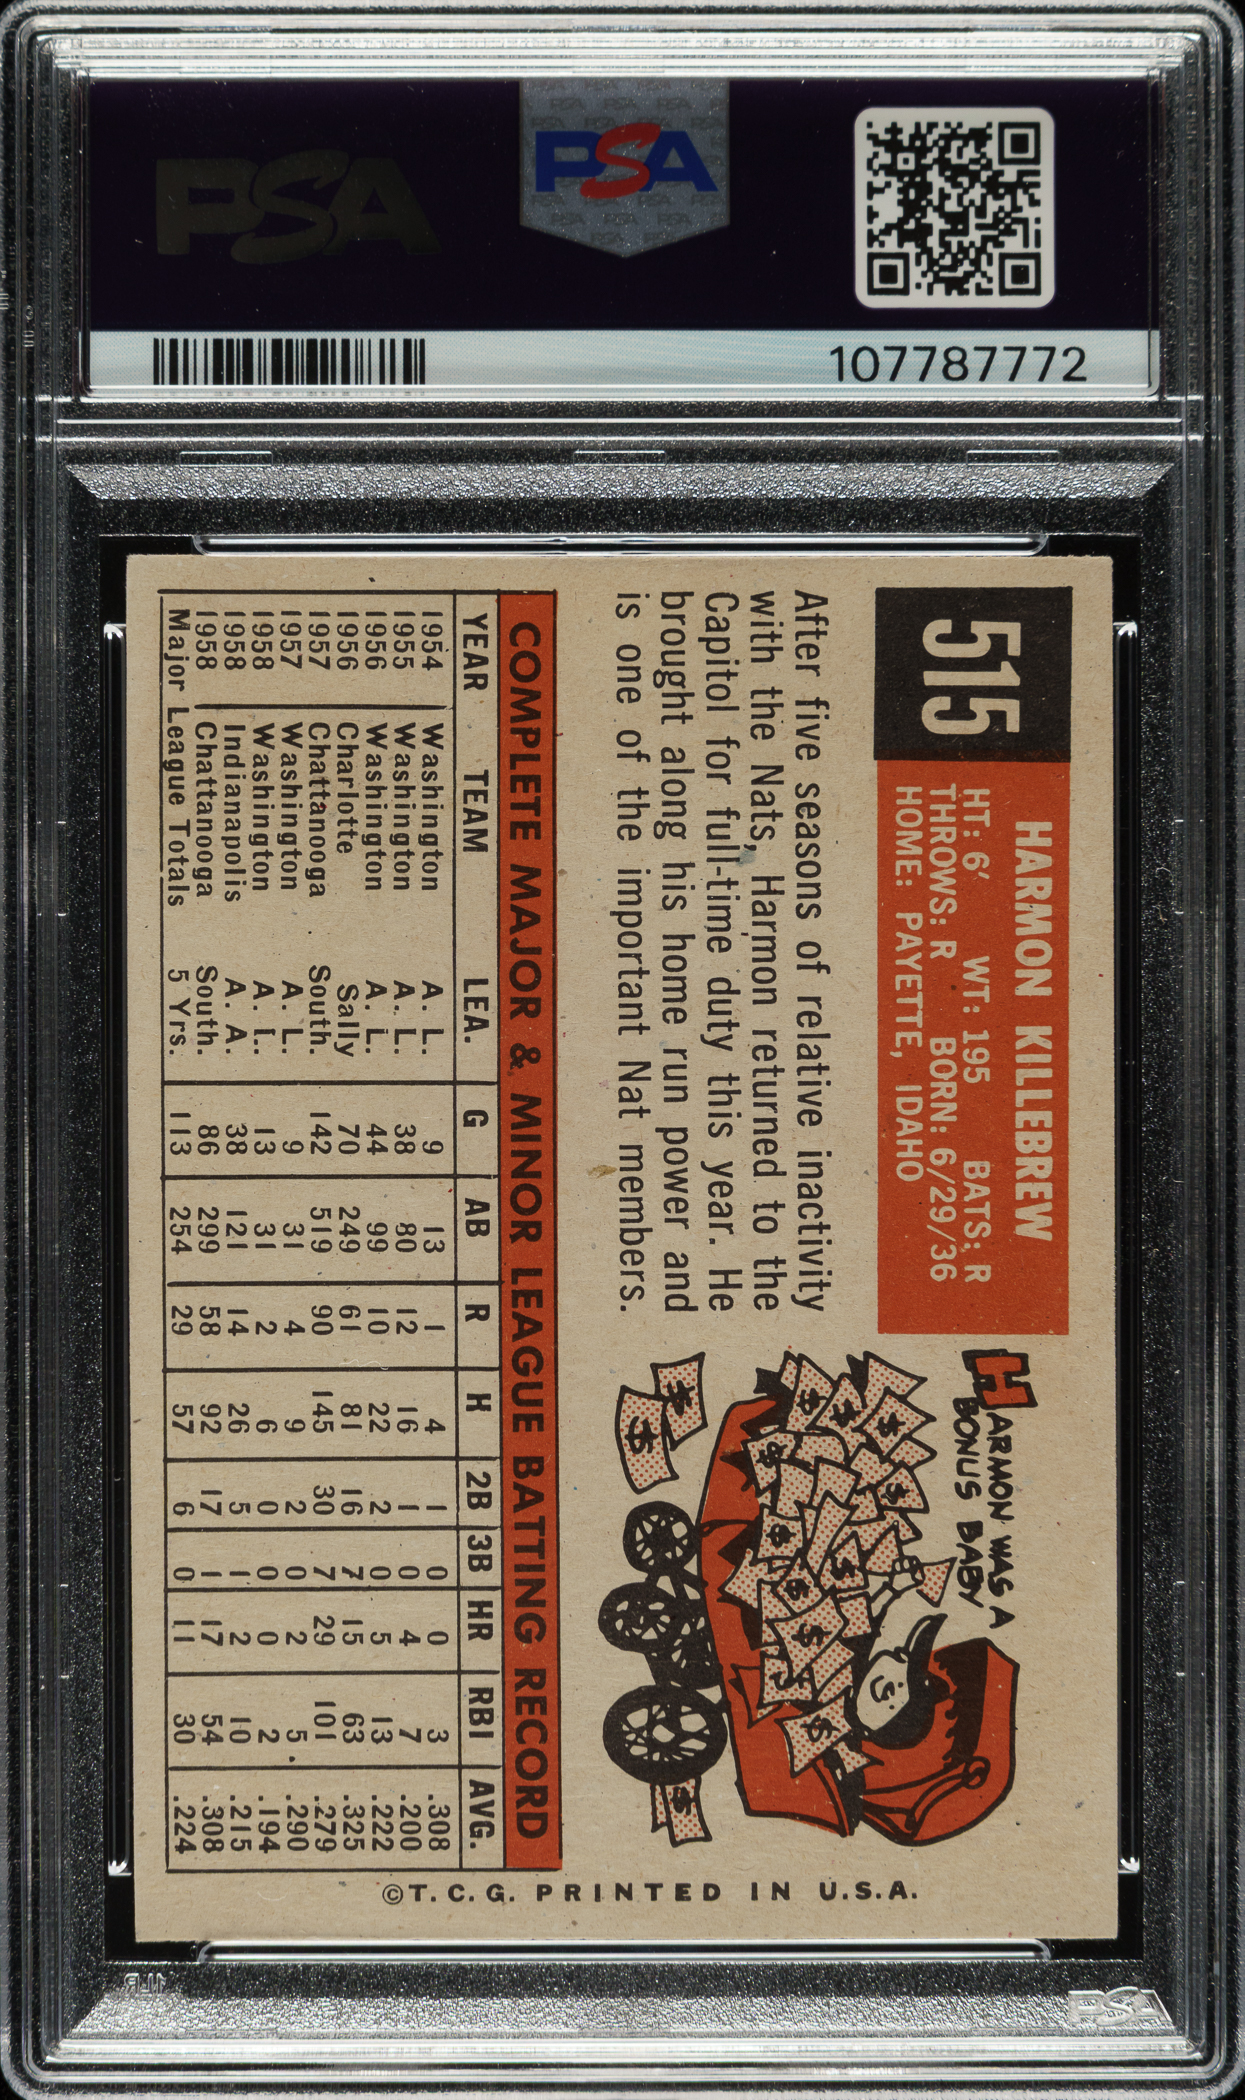 PSA
PSA
107787772
515
HARMON KILLEBREW
HT: 6' WT: 195 BATS: R
THROWS: R BORN: 6/29/36
HOME: PAYETTE, IDAHO
After five seasons of relative inactivity
with the Nats, Harmon returned to the
Capitol for full-time duty this year. He
brought along his home run power and
is one of the important Nat members.
HARMON WAS A
BONUS BABY
COMPLETE MAJOR & MINOR LEAGUE BATTING RECORD
YEAR TEAM LEA. G AB R H 2B 3B HR RBI AVG.
1954 Washington A. L. 9 13 1 4 1 0 0 3 .308
1955 Washington A. L. 38 80 12 16 1 0 4 7 .200
1956 Washington A. L. 44 99 10 22 2 0 5 13 .222
1956 Charlotte Sally 70 249 61 81 16 7 15 63 .325
1957 Chattanooga South. 142 519 90 145 30 7 29 101 .279
1957 Washington A. L. 9 31 4 9 2 0 2 5 .290
1958 Washington A. L. 13 31 2 6 0 0 0 2 .194
1958 Indianapolis A. A. 38 121 14 26 5 1 2 10 .215
1958 Chattanooga South. 86 299 58 92 17 1 17 54 .308
Major League Totals 5 Yrs. 113 254 29 57 6 0 11 30 .224
©T. C. G. PRINTED IN U.S.A.
PSA